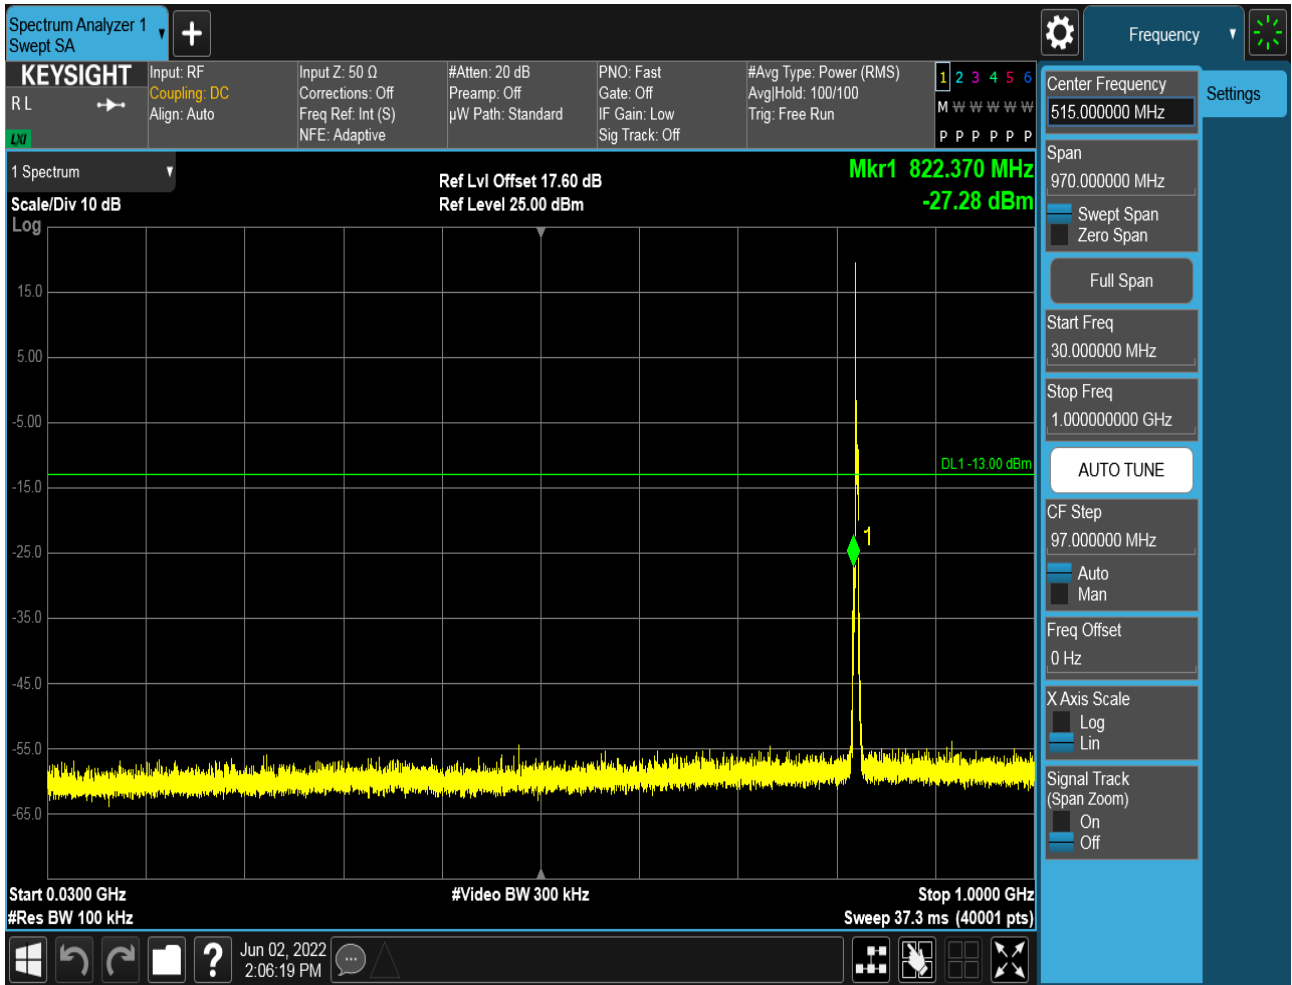 Spectrum Analyzer 1
Swept SA
Frequency
KEYSIGHT
R L
LXI
Input: RF
Coupling: DC
Align: Auto
Input Z: 50 Ω
Corrections: Off
Freq Ref: Int (S)
NFE: Adaptive
#Atten: 20 dB
Preamp: Off
µW Path: Standard
PNO: Fast
Gate: Off
IF Gain: Low
Sig Track: Off
#Avg Type: Power (RMS)
Avg|Hold: 100/100
Trig: Free Run
1 2 3 4 5 6
M W W W W W
P P P P P P
1 Spectrum
Scale/Div 10 dB
Log
Ref Lvl Offset 17.60 dB
Ref Level 25.00 dBm
Mkr1 822.370 MHz
-27.28 dBm
15.0
5.00
-5.00
DL1 -13.00 dBm
-15.0
1
-25.0
-35.0
-45.0
-55.0
-65.0
Start 0.0300 GHz
#Res BW 100 kHz
#Video BW 300 kHz
Stop 1.0000 GHz
Sweep 37.3 ms (40001 pts)
Center Frequency
515.000000 MHz
Settings
Span
970.000000 MHz
Swept Span
Zero Span
Full Span
Start Freq
30.000000 MHz
Stop Freq
1.000000000 GHz
AUTO TUNE
CF Step
97.000000 MHz
Auto
Man
Freq Offset
0 Hz
X Axis Scale
Log
Lin
Signal Track
(Span Zoom)
On
Off
?
Jun 02, 2022
2:06:19 PM